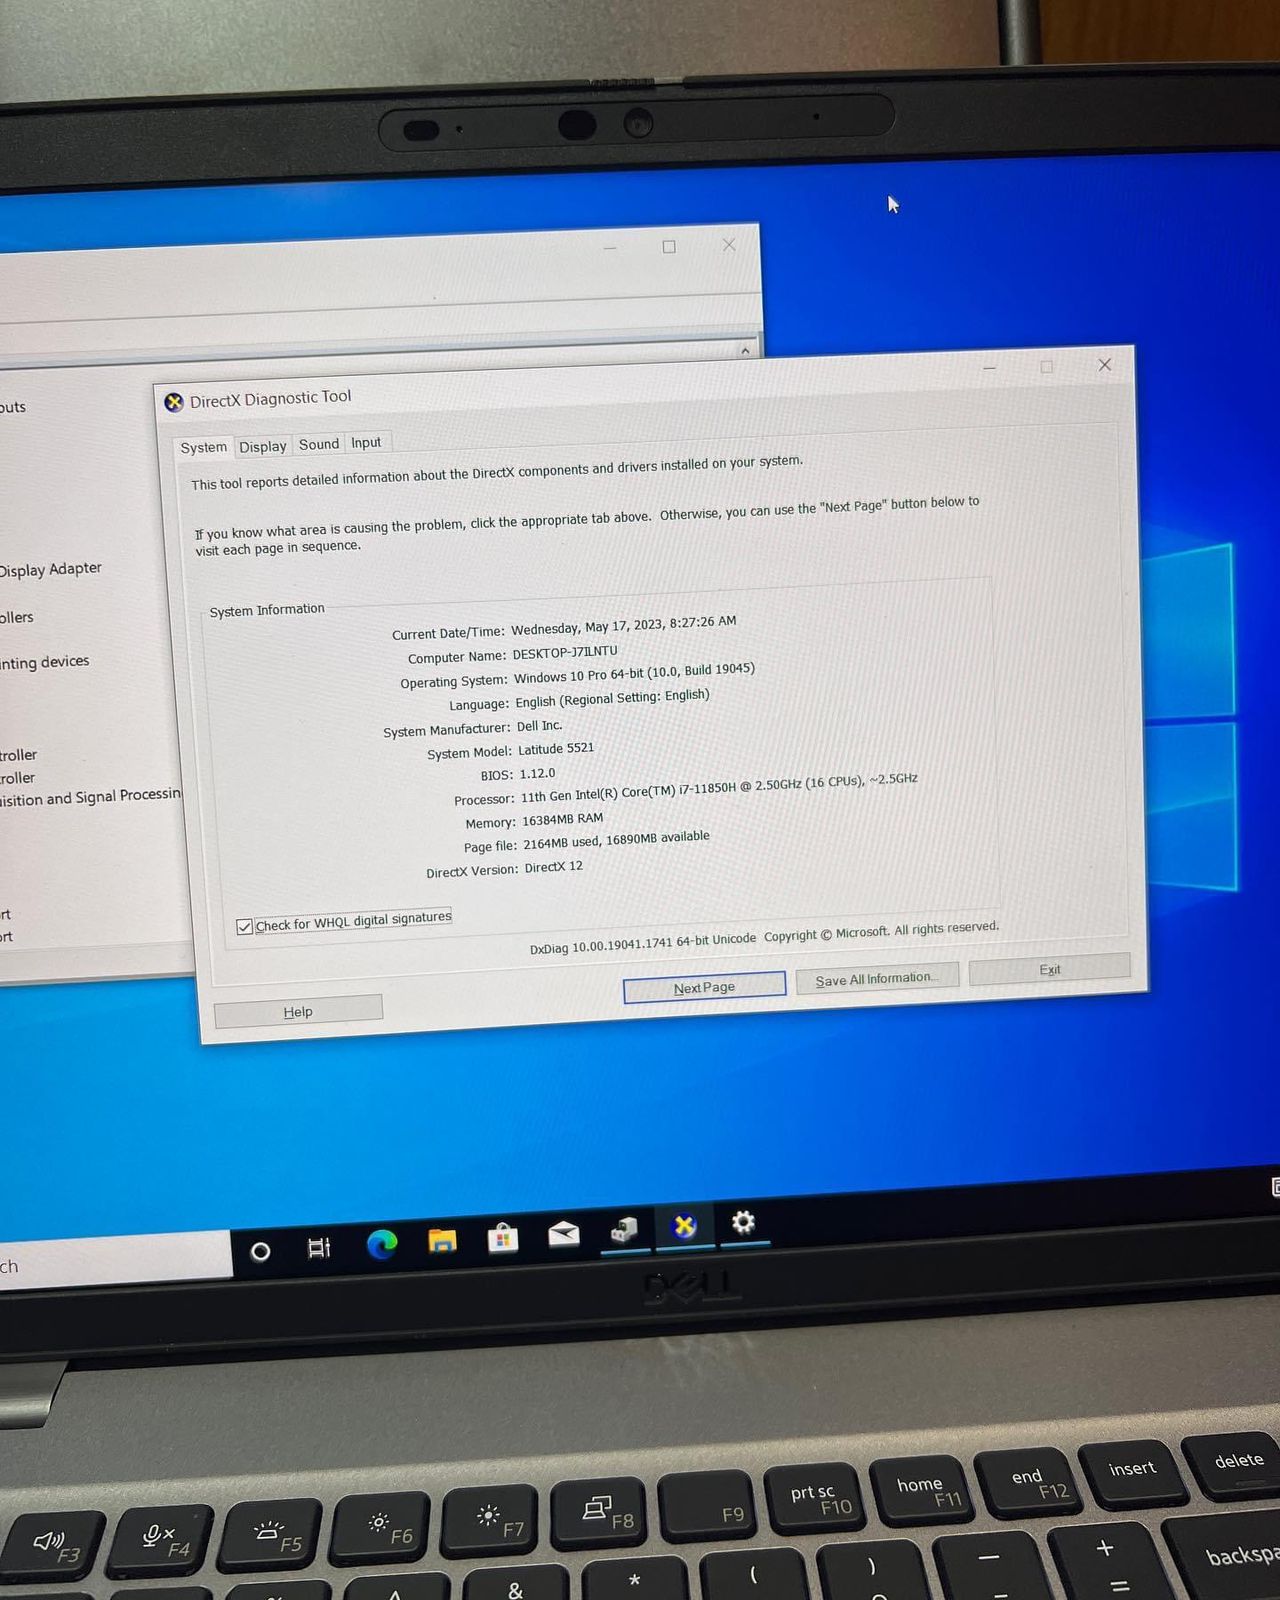 outs
Display Adapter
ollers
inting devices
troller
troller
isition and Signal Processin
rt
ort
DirectX Diagnostic Tool
System Display Sound Input
This tool reports detailed information about the DirectX components and drivers installed on your system.
If you know what area is causing the problem, click the appropriate tab above. Otherwise, you can use the "Next Page" button below to
visit each page in sequence.
System Information
Current Date/Time: Wednesday, May 17, 2023, 8:27:26 AM
Computer Name: DESKTOP-J7ILNTU
Operating System: Windows 10 Pro 64-bit (10.0, Build 19045)
Language: English (Regional Setting: English)
System Manufacturer: Dell Inc.
System Model: Latitude 5521
BIOS: 1.12.0
Processor: 11th Gen Intel(R) Core(TM) i7-11850H @ 2.50GHz (16 CPUs), ~2.5GHz
Memory: 16384MB RAM
Page file: 2164MB used, 16890MB available
DirectX Version: DirectX 12
Check for WHQL digital signatures
DxDiag 10.00.19041.1741 64-bit Unicode Copyright © Microsoft. All rights reserved.
Help Next Page Save All Information... Exit
ch
DELL
F3 F4 F5 F6 F7 F8 F9 prt sc F10 home F11 end F12 insert delete
& * ( ) — + = backspa